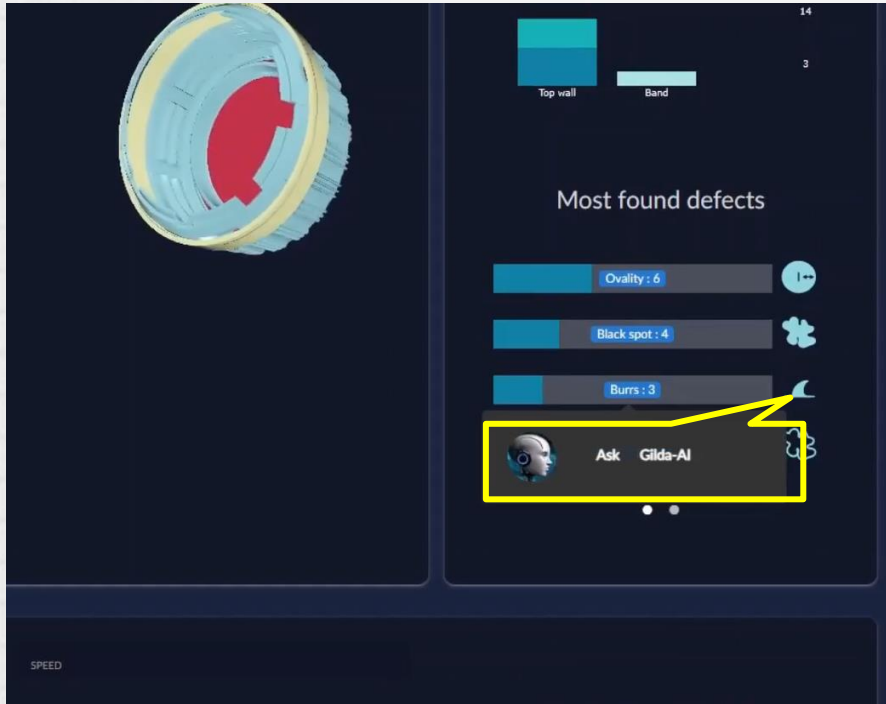 14
3
Top wall
Band
Most found defects
Ovality : 6
Black spot : 4
Burrs : 3
Ask Gilda-AI
SPEED